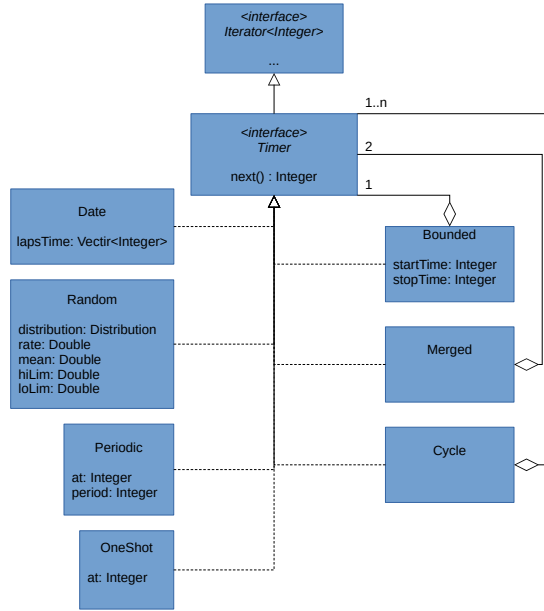 <interface>
Iterator<Integer>
...
1..n
<interface>
Timer
next() : Integer
2
1
Date
lapsTime: Vectir<Integer>
Bounded
startTime: Integer
stopTime: Integer
Random
distribution: Distribution
rate: Double
mean: Double
hiLim: Double
loLim: Double
Merged
Periodic
at: Integer
period: Integer
Cycle
OneShot
at: Integer